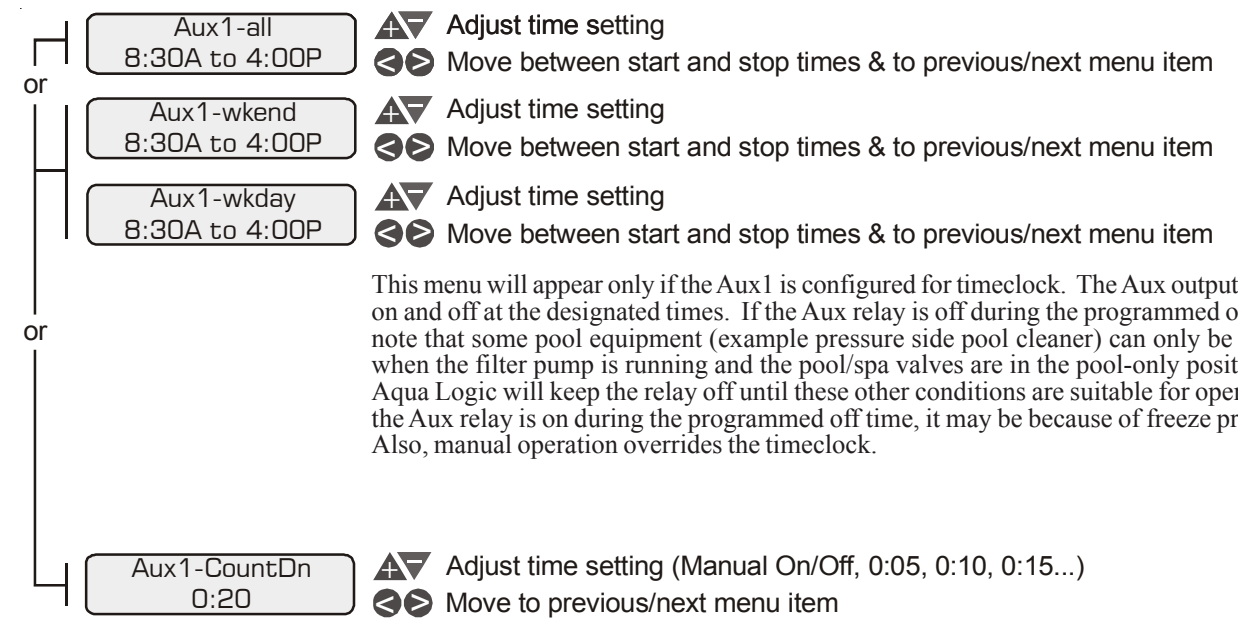 Aux1-all
8:30A to 4:00P
Adjust time setting
Move between start and stop times & to previous/next menu item
or
Aux1-wkend
8:30A to 4:00P
Adjust time setting
Move between start and stop times & to previous/next menu item
Aux1-wkday
8:30A to 4:00P
Adjust time setting
Move between start and stop times & to previous/next menu item
This menu will appear only if the Aux1 is configured for timeclock. The Aux output
on and off at the designated times. If the Aux relay is off during the programmed
note that some pool equipment (example pressure side pool cleaner) can only be
when the filter pump is running and the pool/spa valves are in the pool-only
Aqua Logic will keep the relay off until these other conditions are suitable for
the Aux relay is on during the programmed off time, it may be because of freeze
Also, manual operation overrides the timeclock.
or
Aux1-CountDn
0:20
Adjust time setting (Manual On/Off, 0:05, 0:10, 0:15...)
Move to previous/next menu item